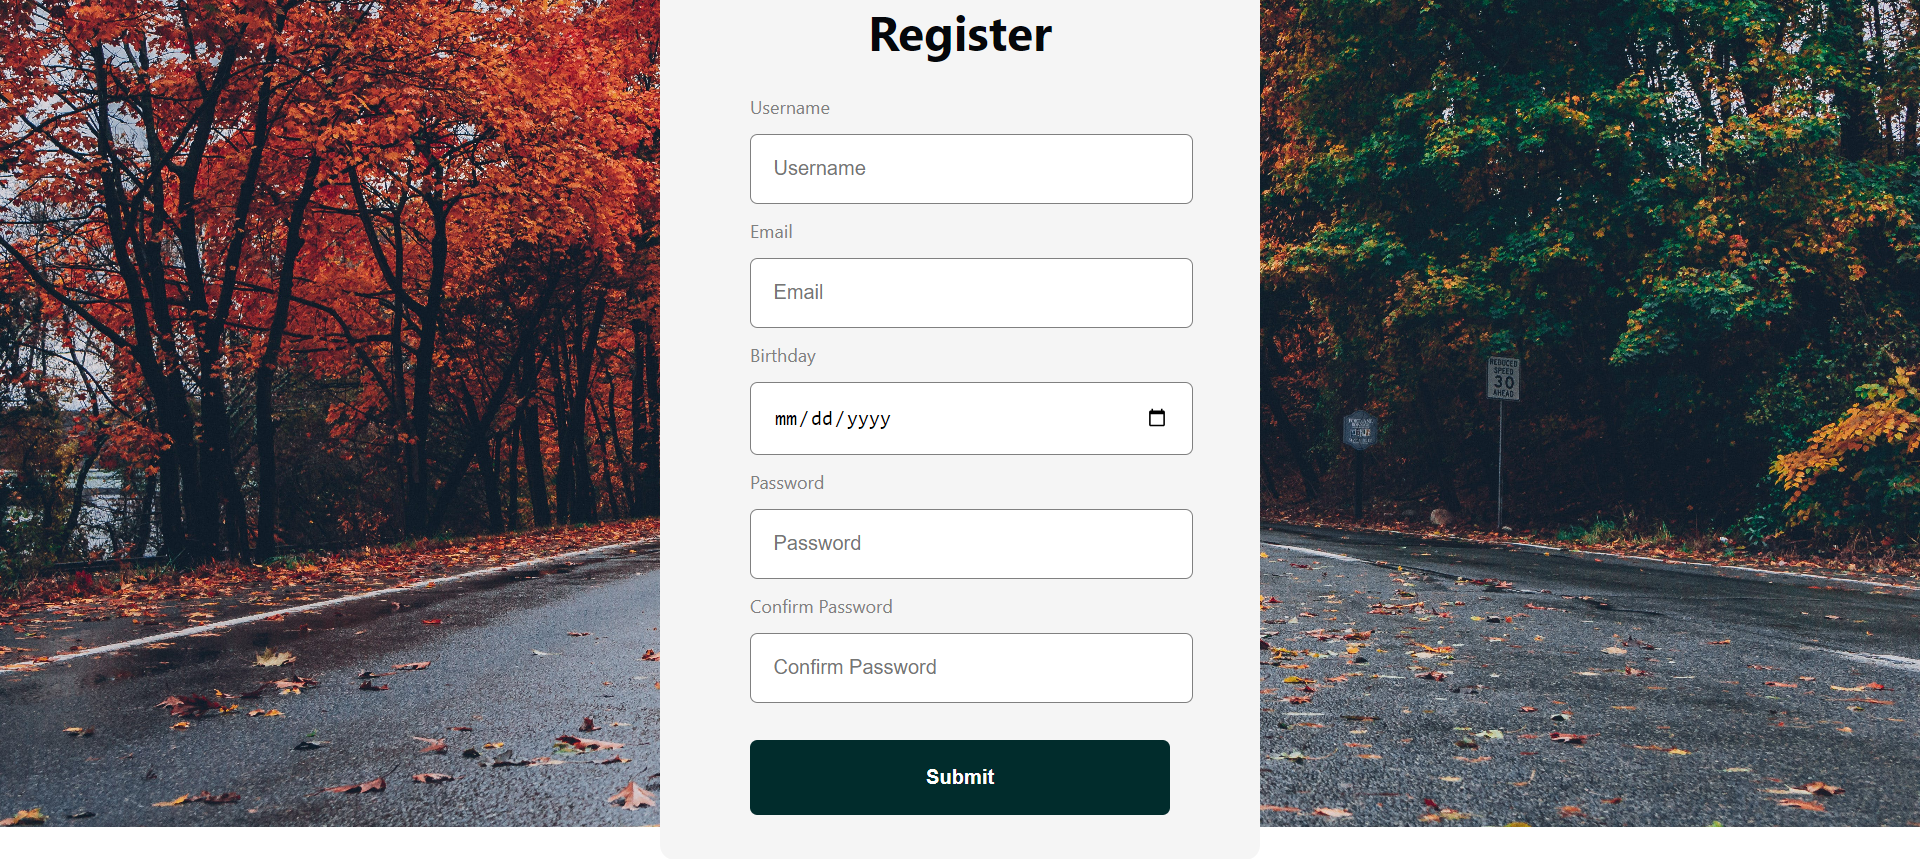 Register
Username
Username
Email
Email
Birthday
mm/dd/yyyy
Password
Password
Confirm Password
Confirm Password
Submit
REDUCED
SPEED
30
AHEAD